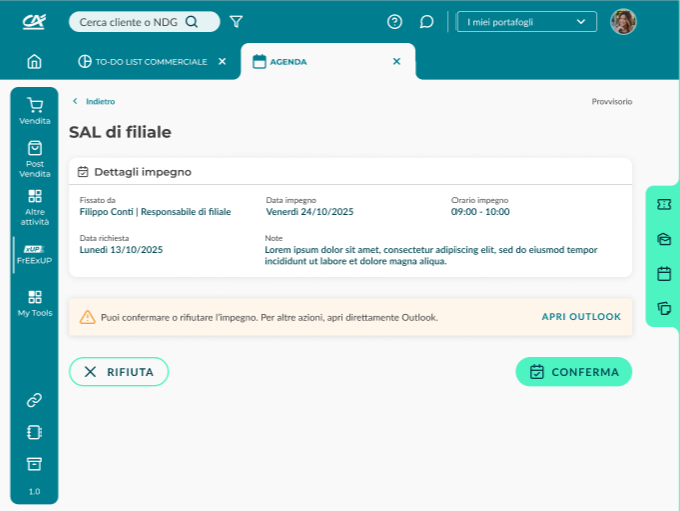 CA
Cerca cliente o NDG
I miei portafogli
TO-DO LIST COMMERCIALE
AGENDA
Vendita
Post
Vendita
Altre
attività
xUP
FrEExUP
My Tools
1.0
Indietro
Provvisorio
SAL di filiale
Dettagli impegno
Fissato da
Filippo Conti | Responsabile di filiale
Data impegno
Venerdì 24/10/2025
Orario impegno
09:00 - 10:00
Data richiesta
Lunedì 13/10/2025
Note
Lorem ipsum dolor sit amet, consectetur adipiscing elit, sed do eiusmod tempor
incididunt ut labore et dolore magna aliqua.
Puoi confermare o rifiutare l'impegno. Per altre azioni, apri direttamente Outlook.
APRI OUTLOOK
RIFIUTA
CONFERMA